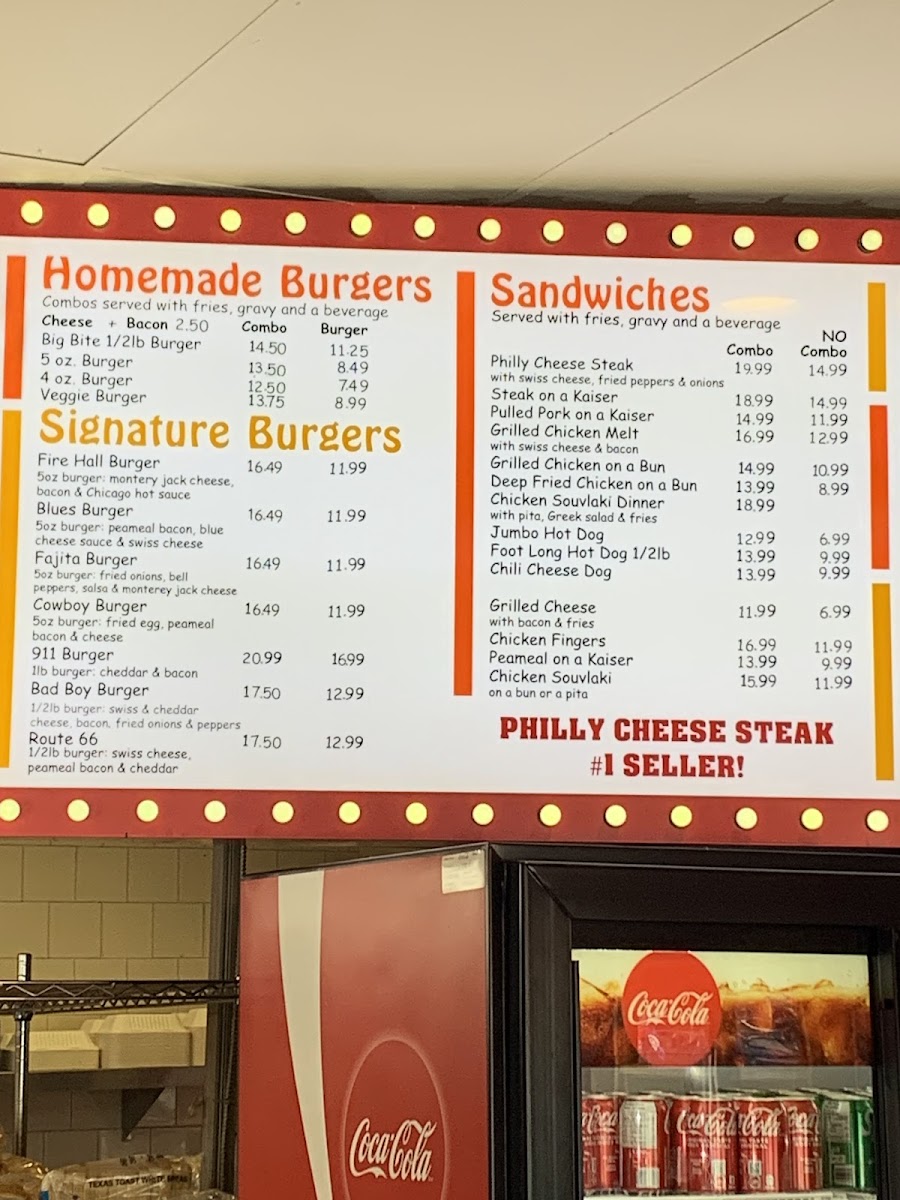 Homemade Burgers
Combos served with fries, gravy and a beverage
Cheese + Bacon 2.50 Combo Burger
Big Bite 1/2lb Burger 14.50 11.25
5 oz. Burger 13.50 8.49
4 oz. Burger 12.50 7.49
Veggie Burger 13.75 8.99
Signature Burgers
Fire Hall Burger 16.49 11.99
5oz burger: montery jack cheese,
bacon & Chicago hot sauce
Blues Burger 16.49 11.99
5oz burger: peameal bacon, blue
cheese sauce & swiss cheese
Fajita Burger 16.49 11.99
5oz burger: fried onions, bell
peppers, salsa & monterey jack cheese
Cowboy Burger 16.49 11.99
5oz burger: fried egg, peameal
bacon & cheese
911 Burger 20.99 16.99
1lb burger: cheddar & bacon
Bad Boy Burger 17.50 12.99
1/2lb burger: swiss & cheddar
cheese, bacon, fried onions & peppers
Route 66 17.50 12.99
1/2lb burger: swiss cheese,
peameal bacon & cheddar
Sandwiches
Served with fries, gravy and a beverage
NO
Combo Combo
Philly Cheese Steak 19.99 14.99
with swiss cheese, fried peppers & onions
Steak on a Kaiser 18.99 14.99
Pulled Pork on a Kaiser 14.99 11.99
Grilled Chicken Melt 16.99 12.99
with swiss cheese & bacon
Grilled Chicken on a Bun 14.99 10.99
Deep Fried Chicken on a Bun 13.99 8.99
Chicken Souvlaki Dinner 18.99
with pita, Greek salad & fries
Jumbo Hot Dog 12.99 6.99
Foot Long Hot Dog 1/2lb 13.99 9.99
Chili Cheese Dog 13.99 9.99
Grilled Cheese 11.99 6.99
with bacon & fries
Chicken Fingers 16.99 11.99
Peameal on a Kaiser 13.99 9.99
Chicken Souvlaki 15.99 11.99
on a bun or a pita
PHILLY CHEESE STEAK
#1 SELLER!
Coca-Cola
Coca-Cola
TEXAS TOAST WHITE BREAD